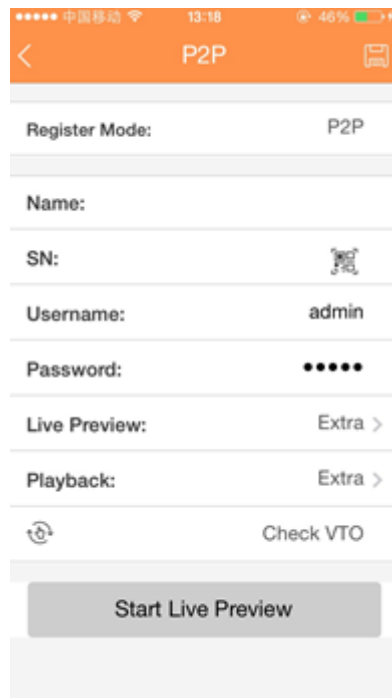 中国移动 13:18 46%
P2P
Register Mode: P2P
Name:
SN:
Username: admin
Password: •••••
Live Preview: Extra
Playback: Extra
Check VTO
Start Live Preview